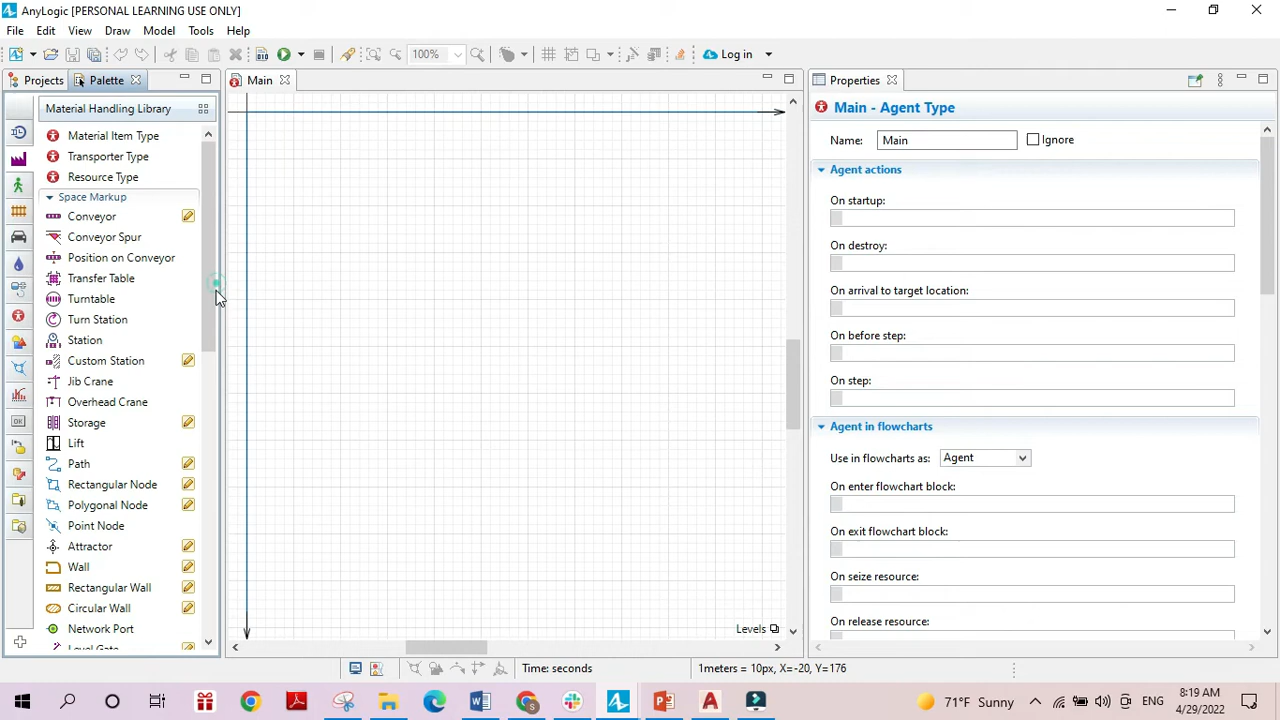 AnyLogic [PERSONAL LEARNING USE ONLY]
File Edit View Draw Model Tools Help
100% Log in
Projects Palette Main Properties
Material Handling Library
Material Item Type
Transporter Type
Resource Type
Space Markup
Conveyor
Conveyor Spur
Position on Conveyor
Transfer Table
Turntable
Turn Station
Station
Custom Station
Jib Crane
Overhead Crane
Storage
Lift
Path
Rectangular Node
Polygonal Node
Point Node
Attractor
Wall
Rectangular Wall
Circular Wall
Network Port
Level Gate
Levels
Main - Agent Type
Name: Main Ignore
Agent actions
On startup:
On destroy:
On arrival to target location:
On before step:
On step:
Agent in flowcharts
Use in flowcharts as: Agent
On enter flowchart block:
On exit flowchart block:
On seize resource:
On release resource:
Time: seconds 1meters = 10px, X=-20, Y=176
71°F Sunny ENG 8:19 AM
4/29/2022